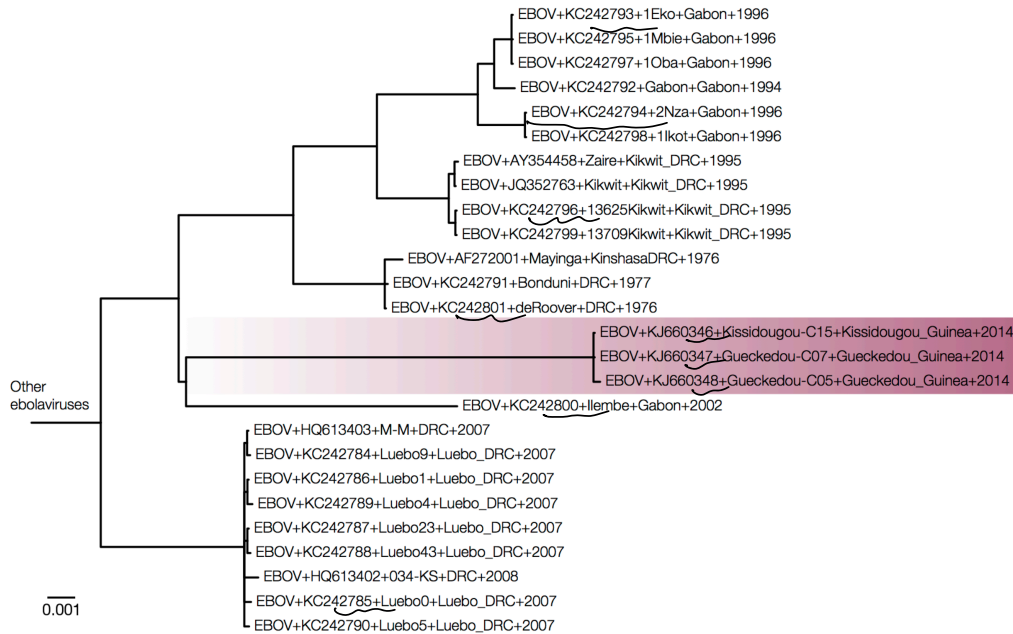 EBOV+KC242793+1Eko+Gabon+1996
EBOV+KC242795+1Mbie+Gabon+1996
EBOV+KC242797+1Oba+Gabon+1996
EBOV+KC242792+Gabon+Gabon+1994
EBOV+KC242794+2Nza+Gabon+1996
EBOV+KC242798+1Ikot+Gabon+1996
EBOV+AY354458+Zaire+Kikwit_DRC+1995
EBOV+JQ352763+Kikwit+Kikwit_DRC+1995
EBOV+KC242796+13625Kikwit+Kikwit_DRC+1995
EBOV+KC242799+13709Kikwit+Kikwit_DRC+1995
EBOV+AF272001+Mayinga+KinshasaDRC+1976
EBOV+KC242791+Bonduni+DRC+1977
EBOV+KC242801+deRoover+DRC+1976
EBOV+KJ660346+Kissidougou-C15+Kissidougou_Guinea+2014
EBOV+KJ660347+Gueckedou-C07+Gueckedou_Guinea+2014
EBOV+KJ660348+Gueckedou-C05+Gueckedou_Guinea+2014
Other
ebolaviruses
EBOV+KC242800+Ilembe+Gabon+2002
EBOV+HQ613403+M-M+DRC+2007
EBOV+KC242784+Luebo9+Luebo_DRC+2007
EBOV+KC242786+Luebo1+Luebo_DRC+2007
EBOV+KC242789+Luebo4+Luebo_DRC+2007
EBOV+KC242787+Luebo23+Luebo_DRC+2007
EBOV+KC242788+Luebo43+Luebo_DRC+2007
EBOV+HQ613402+034-KS+DRC+2008
EBOV+KC242785+Luebo0+Luebo_DRC+2007
EBOV+KC242790+Luebo5+Luebo_DRC+2007
0.001